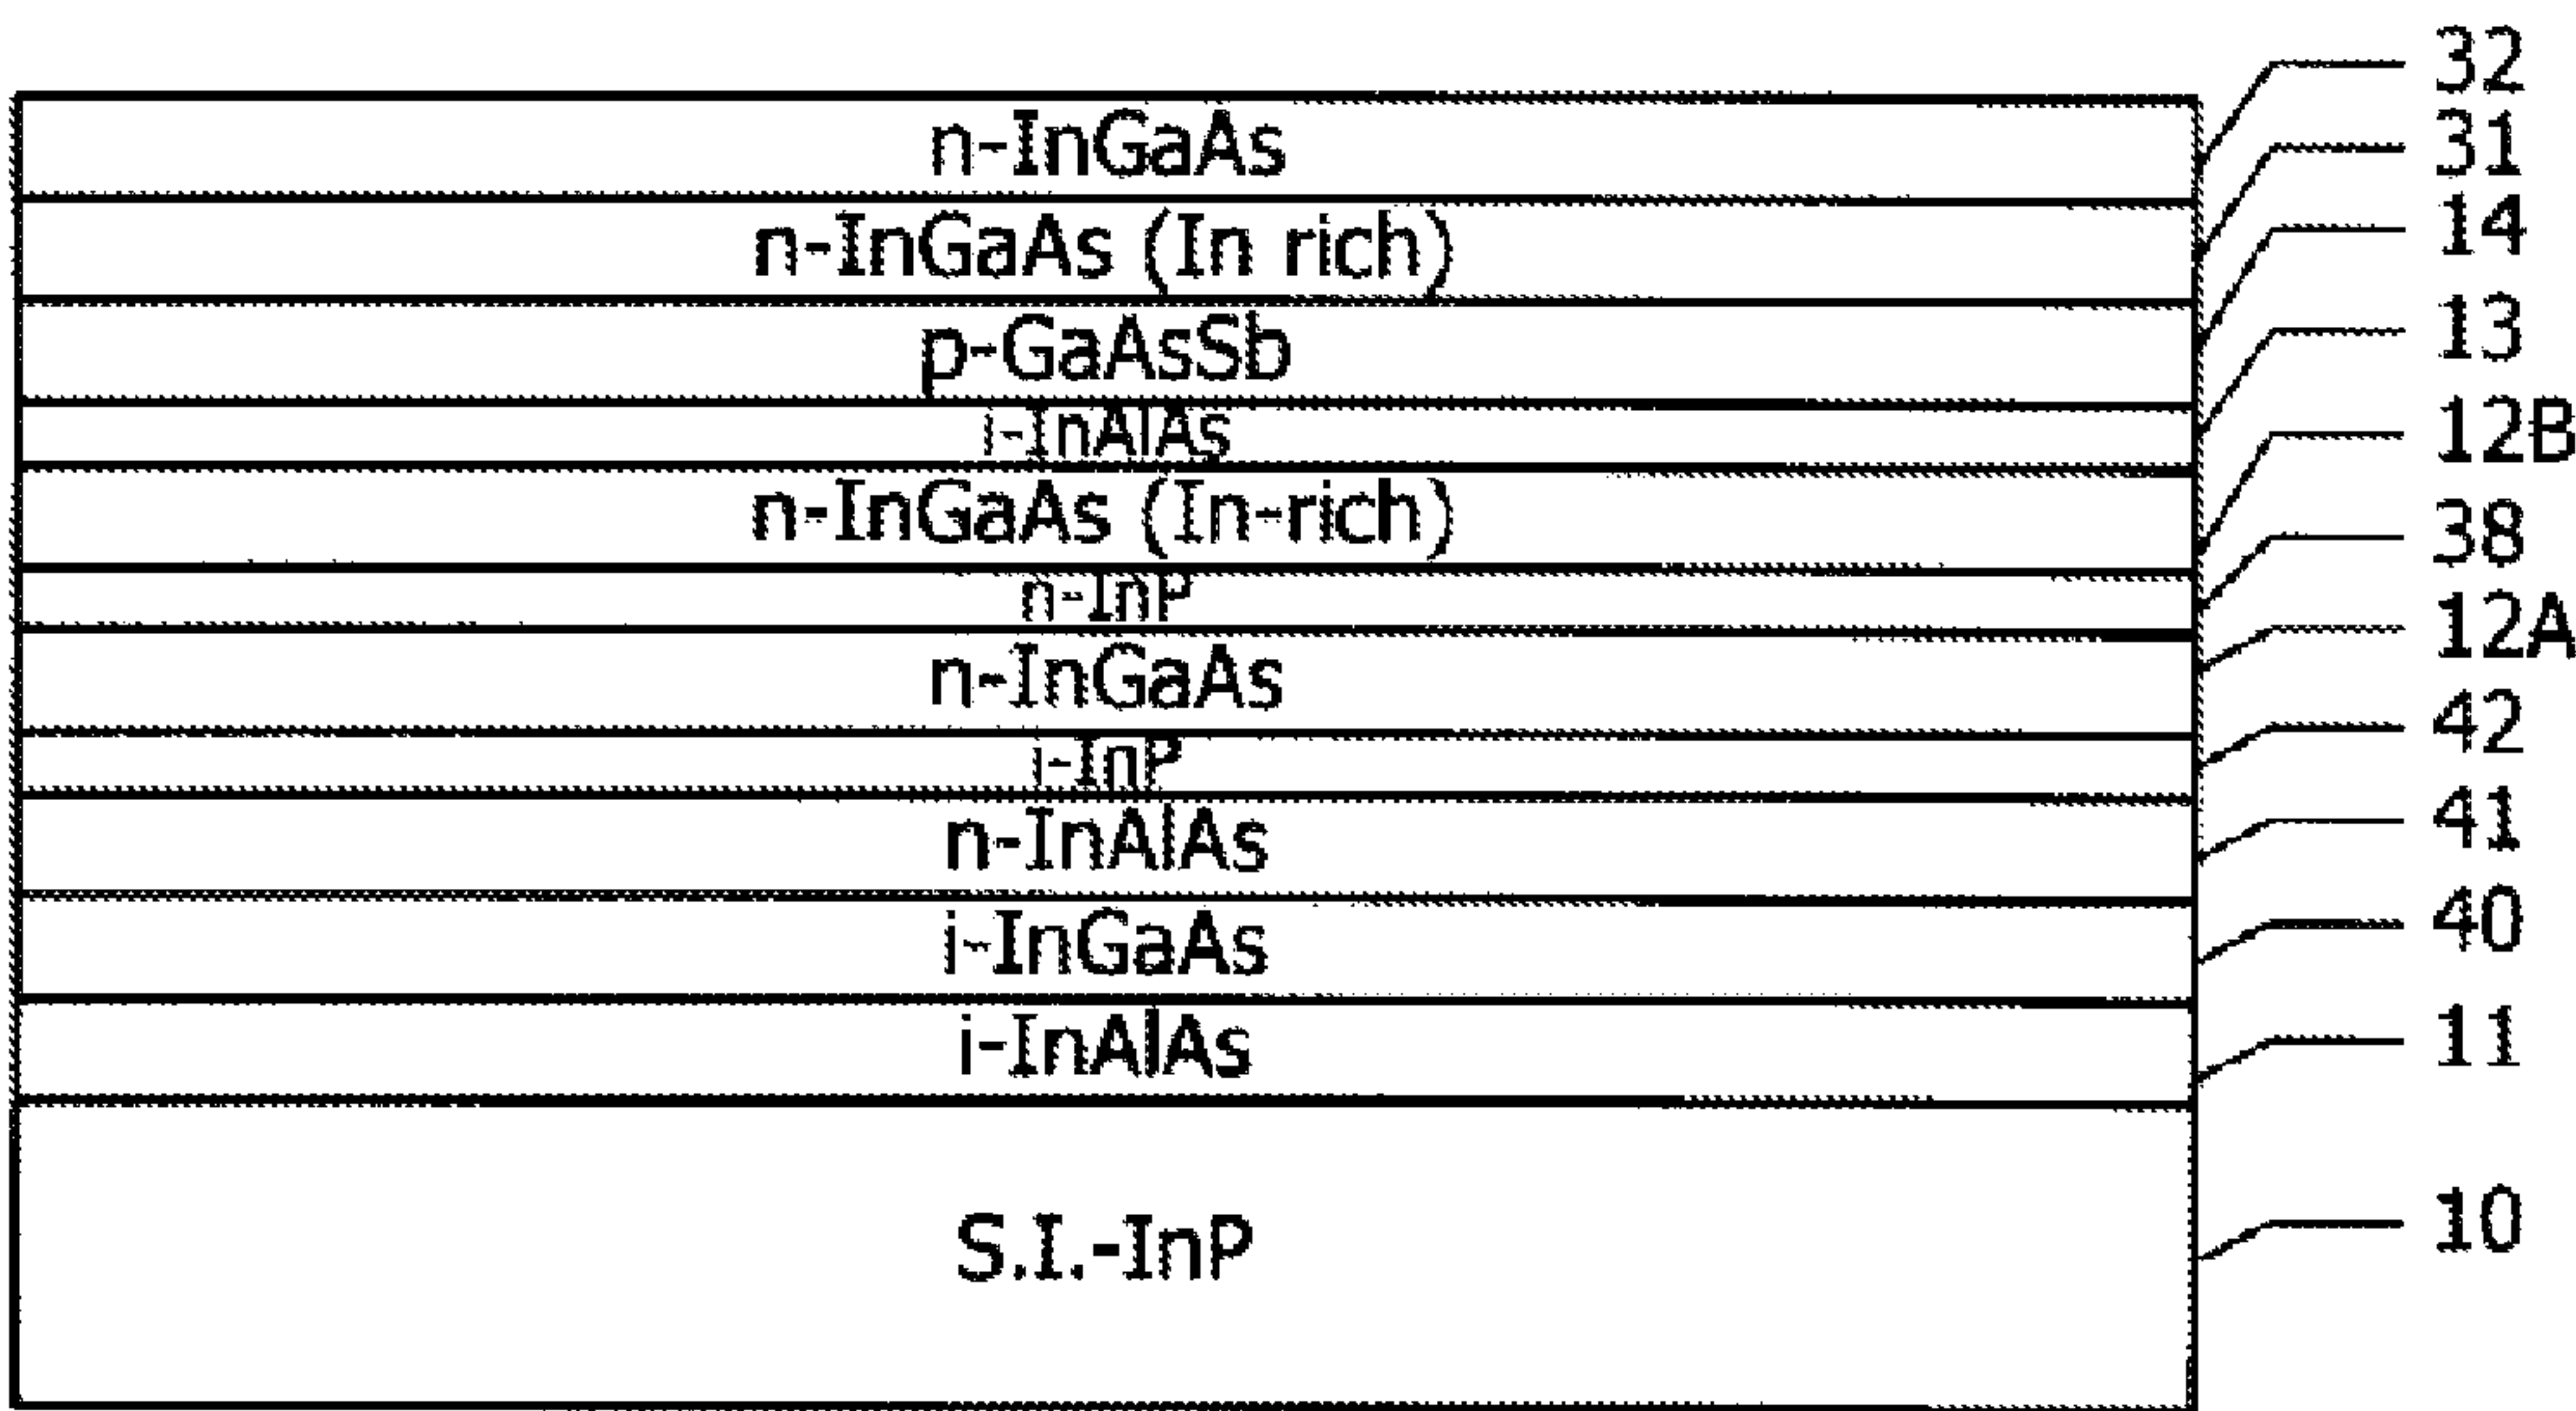 n-InGaAs
32
n-InGaAs (In rich)
31
p-GaAsSb
14
i-InAlAs
13
n-InGaAs (In-rich)
12B
n-InP
38
n-InGaAs
12A
i-InP
42
n-InAlAs
41
i-InGaAs
40
i-InAlAs
11
S.I.-InP
10